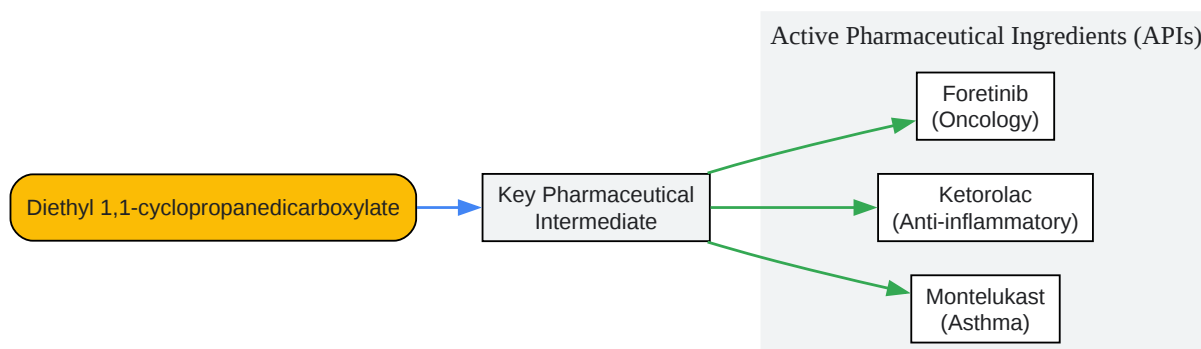 Active Pharmaceutical Ingredients (APIs)
Foretinib
(Oncology)
Diethyl 1,1-cyclopropanedicarboxylate
Key Pharmaceutical
Intermediate
Ketorolac
(Anti-inflammatory)
Montelukast
(Asthma)